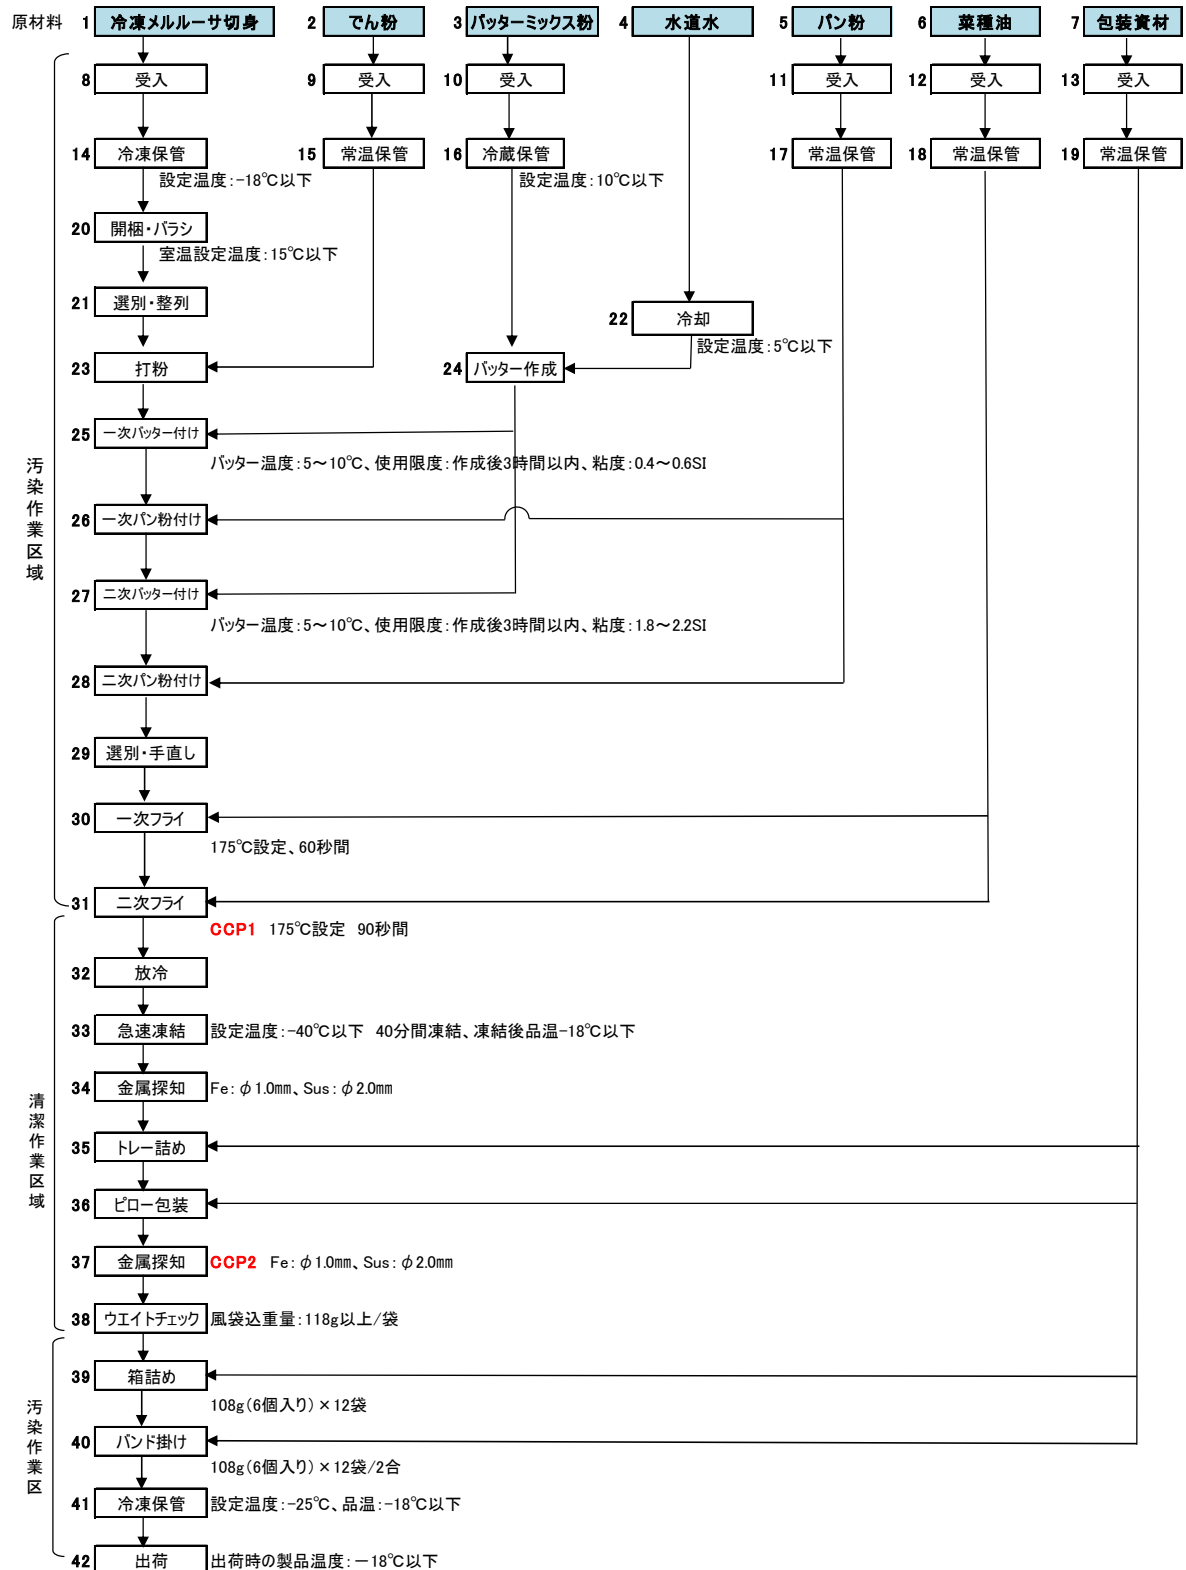 原材料 1 冷凍メルルーサ切身 2 でん粉 3 バッターミックス粉 4 水道水 5 パン粉 6 菜種油 7 包装資材
8 受入 9 受入 10 受入 11 受入 12 受入 13 受入
14 冷凍保管 15 常温保管 16 冷蔵保管 17 常温保管 18 常温保管 19 常温保管
設定温度:-18℃以下 設定温度:10℃以下
20 開梱・バラシ
室温設定温度:15℃以下
21 選別・整列
22 冷却
設定温度:5℃以下
23 打粉 24 バッター作成
25 一次バッター付け
バッター温度:5～10℃、使用限度:作成後3時間以内、粘度:0.4～0.6SI
汚染作業区域
26 一次パン粉付け
27 二次バッター付け
バッター温度:5～10℃、使用限度:作成後3時間以内、粘度:1.8～2.2SI
28 二次パン粉付け
29 選別・手直し
30 一次フライ
175℃設定、60秒間
31 二次フライ
CCP1 175℃設定 90秒間
32 放冷
33 急速凍結 設定温度:-40℃以下 40分間凍結、凍結後品温-18℃以下
34 金属探知 Fe:φ1.0㎜、Sus:φ2.0㎜
清潔作業区域
35 トレー詰め
36 ピロー包装
37 金属探知 CCP2 Fe:φ1.0㎜、Sus:φ2.0㎜
38 ウエイトチェック 風袋込重量:118g以上/袋
39 箱詰め
108g(6個入り)×12袋
汚染作業区
40 バンド掛け
108g(6個入り)×12袋/2合
41 冷凍保管 設定温度:-25℃、品温:-18℃以下
42 出荷 出荷時の製品温度:－18℃以下